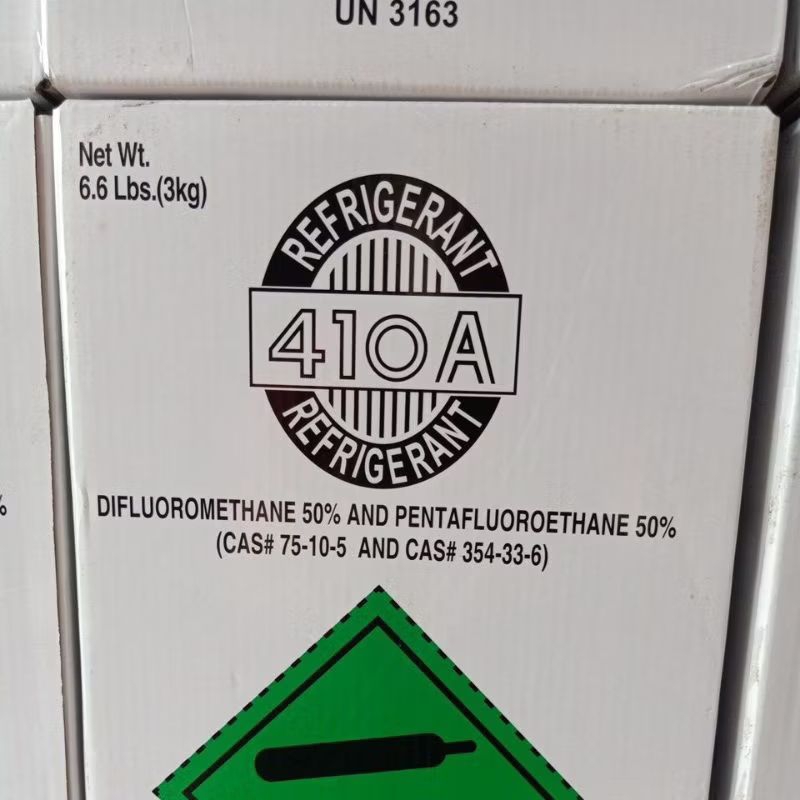 UN 3163
Net Wt.
6.6 Lbs.(3kg)
REFRIGERANT
410A
REFRIGERANT
DIFLUOROMETHANE 50% AND PENTAFLUOROETHANE 50%
(CAS# 75-10-5 AND CAS# 354-33-6)
%